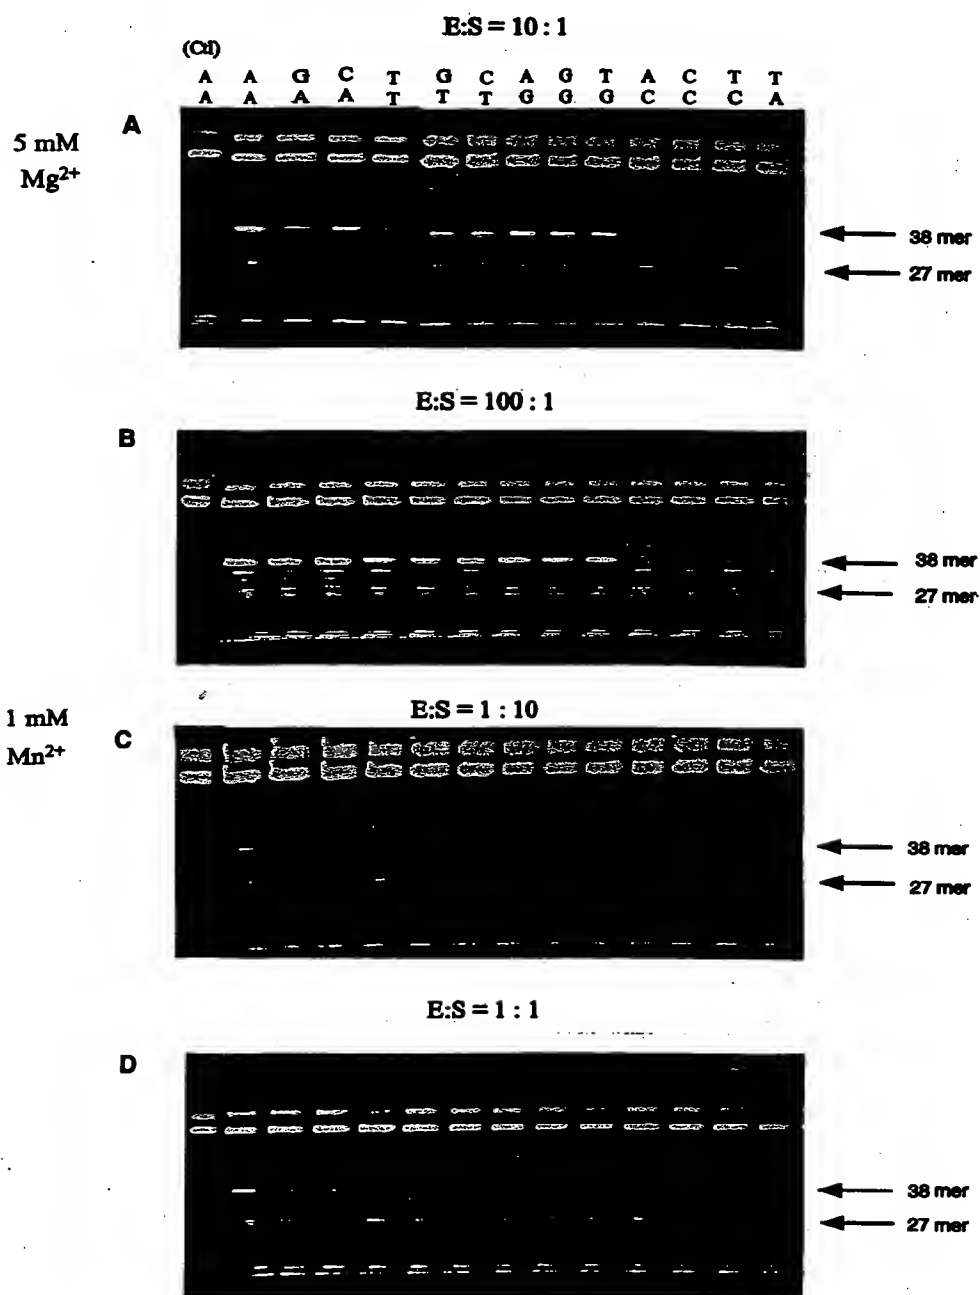 E:S = 10 : 1
(Ctl)
A A G C T G C A G T A C T T
A A A A T T T G G G C C C A
A
5 mM
Mg2+
38 mer
27 mer
E:S = 100 : 1
B
38 mer
27 mer
1 mM
Mn2+
E:S = 1 : 10
C
38 mer
27 mer
E:S = 1 : 1
D
38 mer
27 mer